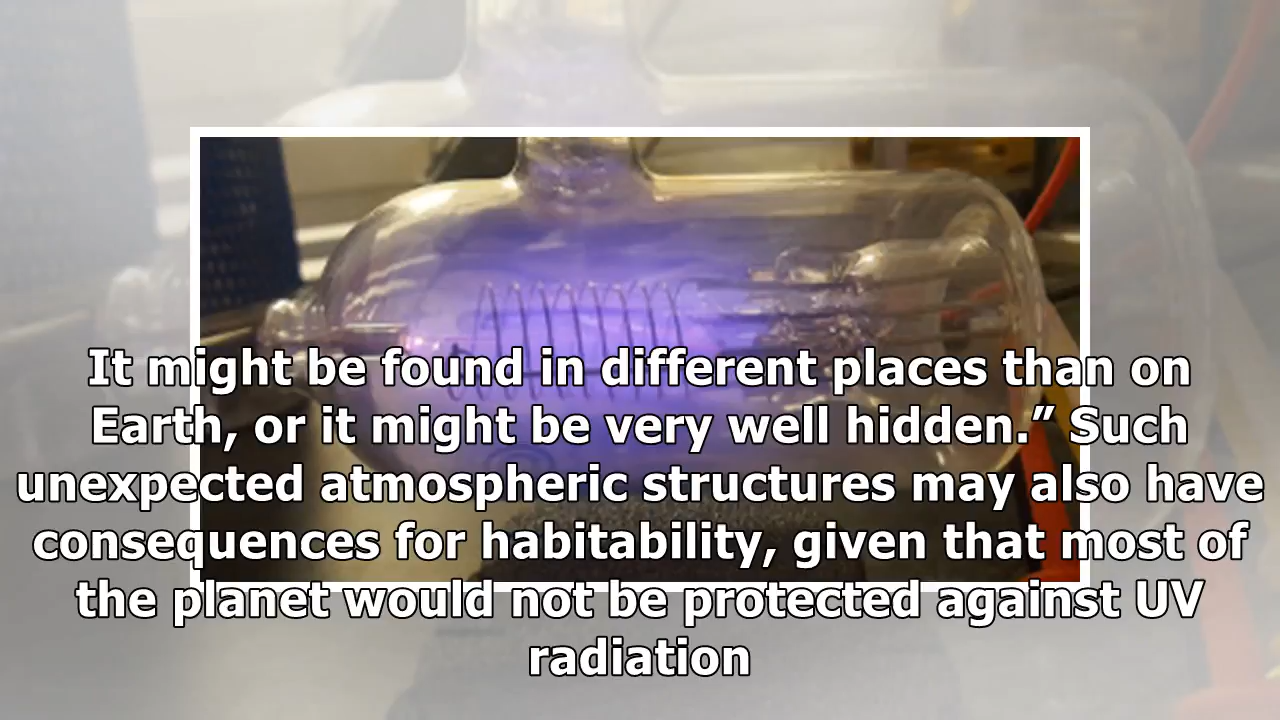 It might be found in different places than on
Earth, or it might be very well hidden.” Such
unexpected atmospheric structures may also have
consequences for habitability, given that most of
the planet would not be protected against UV
radiation